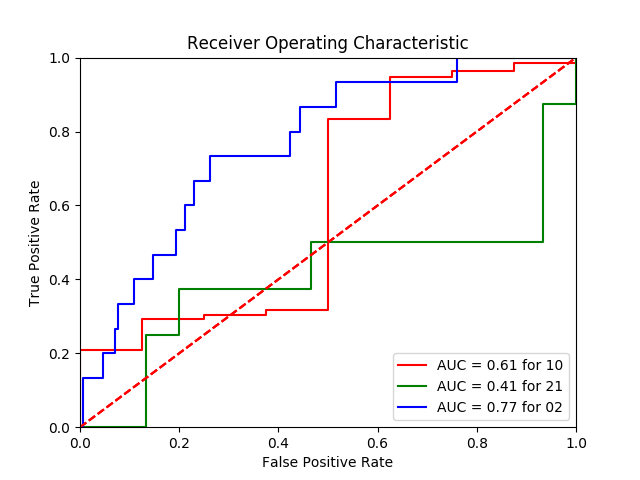 Receiver Operating Characteristic
1.0
0.8
0.6
0.4
0.2
0.0
True Positive Rate
AUC = 0.61 for 10
AUC = 0.41 for 21
AUC = 0.77 for 02
0.0 0.2 0.4 0.6 0.8 1.0
False Positive Rate